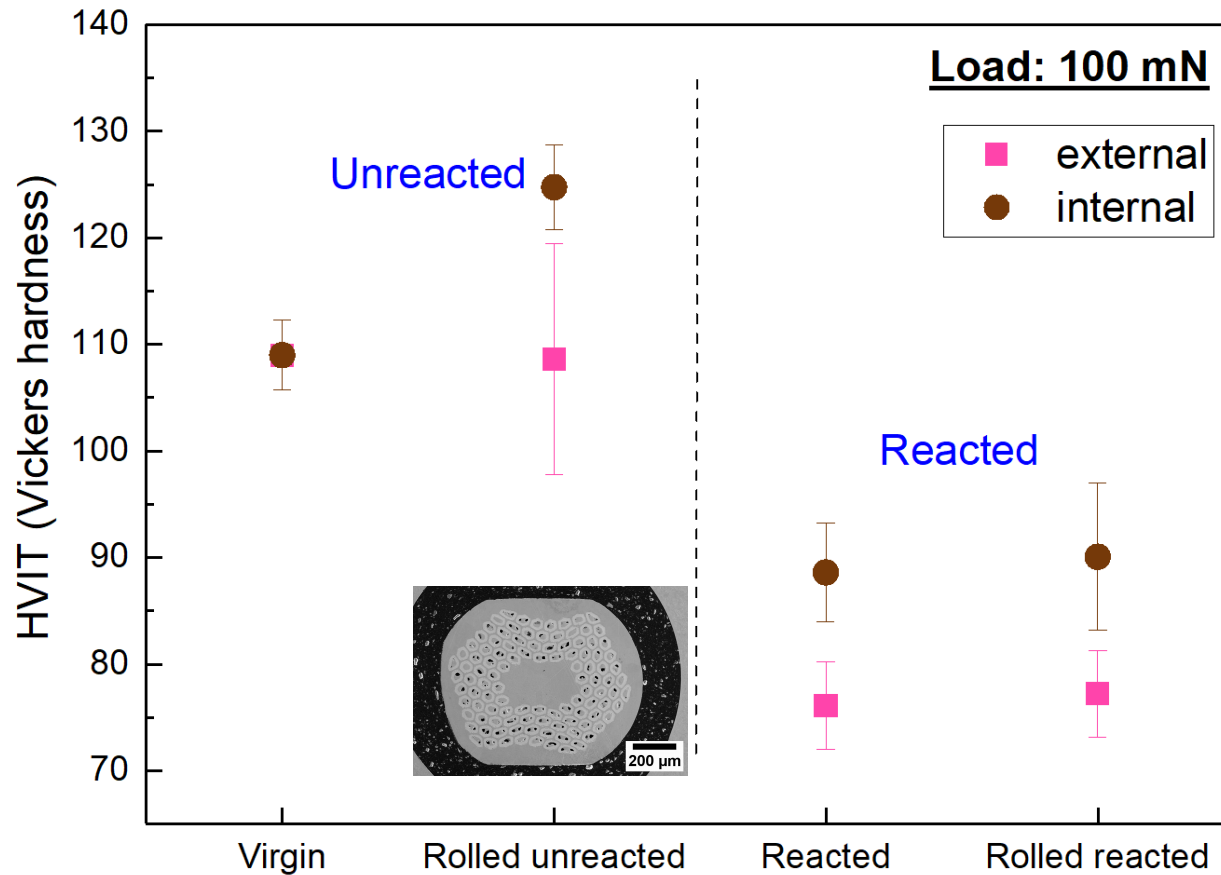 140
130
120
110
100
90
80
70
HVIT (Vickers hardness)
Load: 100 mN
external
internal
Unreacted
Reacted
200 µm
Virgin
Rolled unreacted
Reacted
Rolled reacted